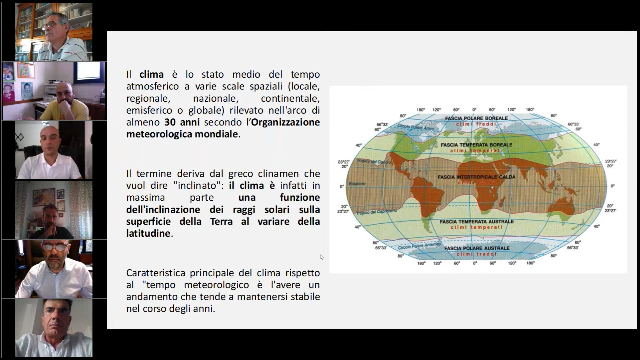 Il clima è lo stato medio del tempo
atmosferico a varie scale spaziali (locale,
regionale, nazionale, continentale,
emisferico o globale) rilevato nell'arco di
almeno 30 anni secondo l'Organizzazione
meteorologica mondiale.
Il termine deriva dal greco clinamen che
vuol dire "inclinato": il clima è infatti in
massima parte una funzione
dell'inclinazione dei raggi solari sulla
superficie della Terra al variare della
latitudine.
Caratteristica principale del clima rispetto
al "tempo meteorologico è l'avere un
andamento che tende a mantenersi stabile
nel corso degli anni.
FASCIA POLARE BOREALE
climi freddi
FASCIA TEMPERATA BOREALE
climi temperati
FASCIA INTERTROPICALE CALDA
FASCIA TEMPERATA AUSTRALE
climi temperati
FASCIA POLARE AUSTRALE
climi freddi